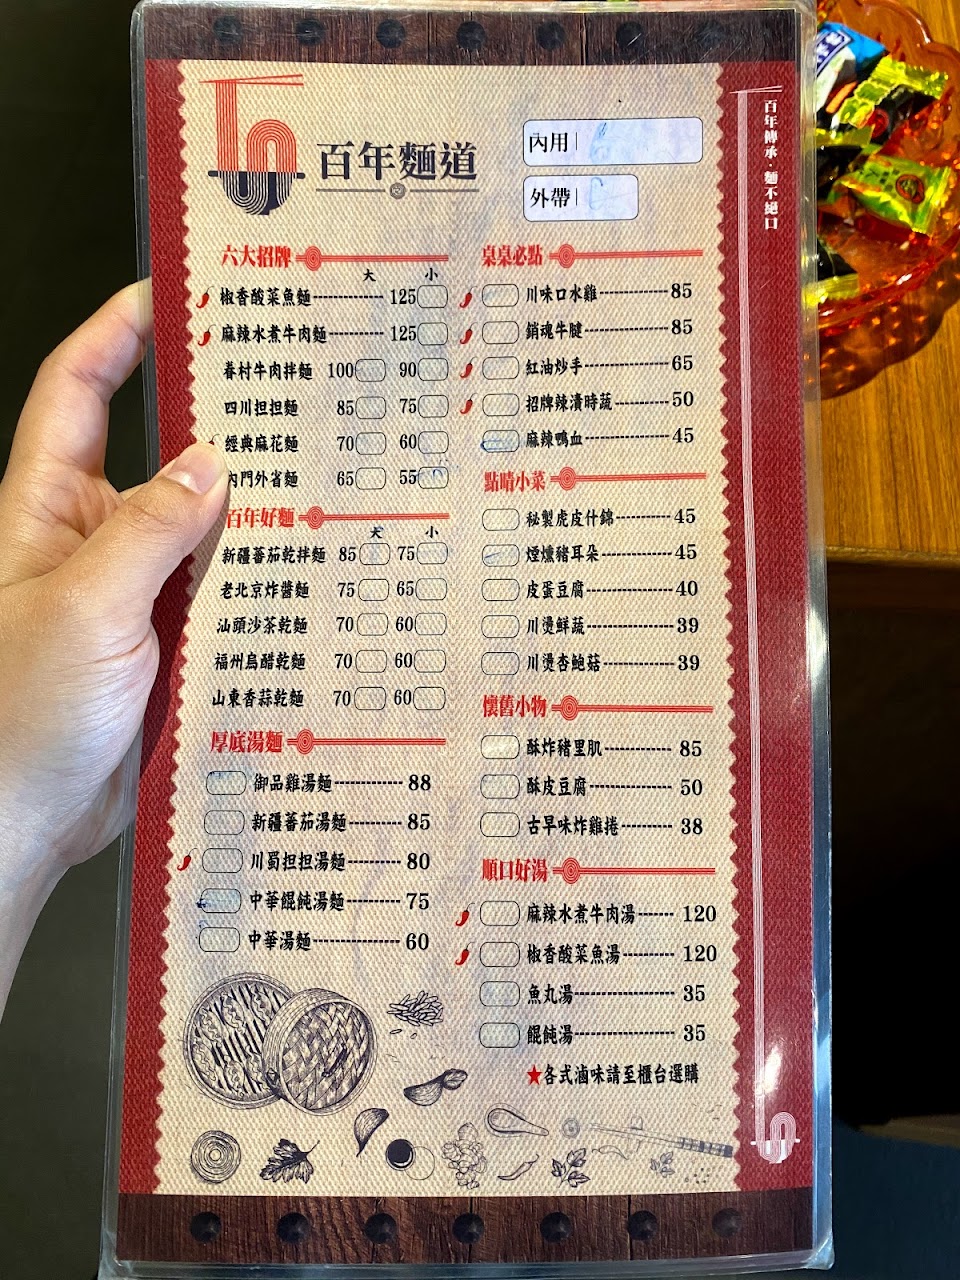 百年麵道
內用
外帶
百年傳承·麵不絕口
六大招牌
大 小
椒香酸菜魚麵 125
麻辣水煮牛肉麵 125
眷村牛肉拌麵 100 90
四川担担麵 85 75
經典麻花麵 70 60
內門外省麵 65 55
百年好麵
大 小
新疆蕃茄乾拌麵 85 75
老北京炸醬麵 75 65
汕頭沙茶乾麵 70 60
福州烏醋乾麵 70 60
山東香蒜乾麵 70 60
厚底湯麵
御品雞湯麵 88
新疆蕃茄湯麵 85
川蜀担担湯麵 80
中華餛飩湯麵 75
中華湯麵 60
桌桌必點
川味口水雞 85
銷魂牛腱 85
紅油炒手 65
招牌辣漬時蔬 50
麻辣鴨血 45
點睛小菜
秘製虎皮什錦 45
煙燻豬耳朵 45
皮蛋豆腐 40
川燙鮮蔬 39
川燙杏鮑菇 39
懷舊小物
酥炸豬里肌 85
酥皮豆腐 50
古早味炸雞捲 38
順口好湯
麻辣水煮牛肉湯 120
椒香酸菜魚湯 120
魚丸湯 35
餛飩湯 35
★各式滷味請至櫃台選購